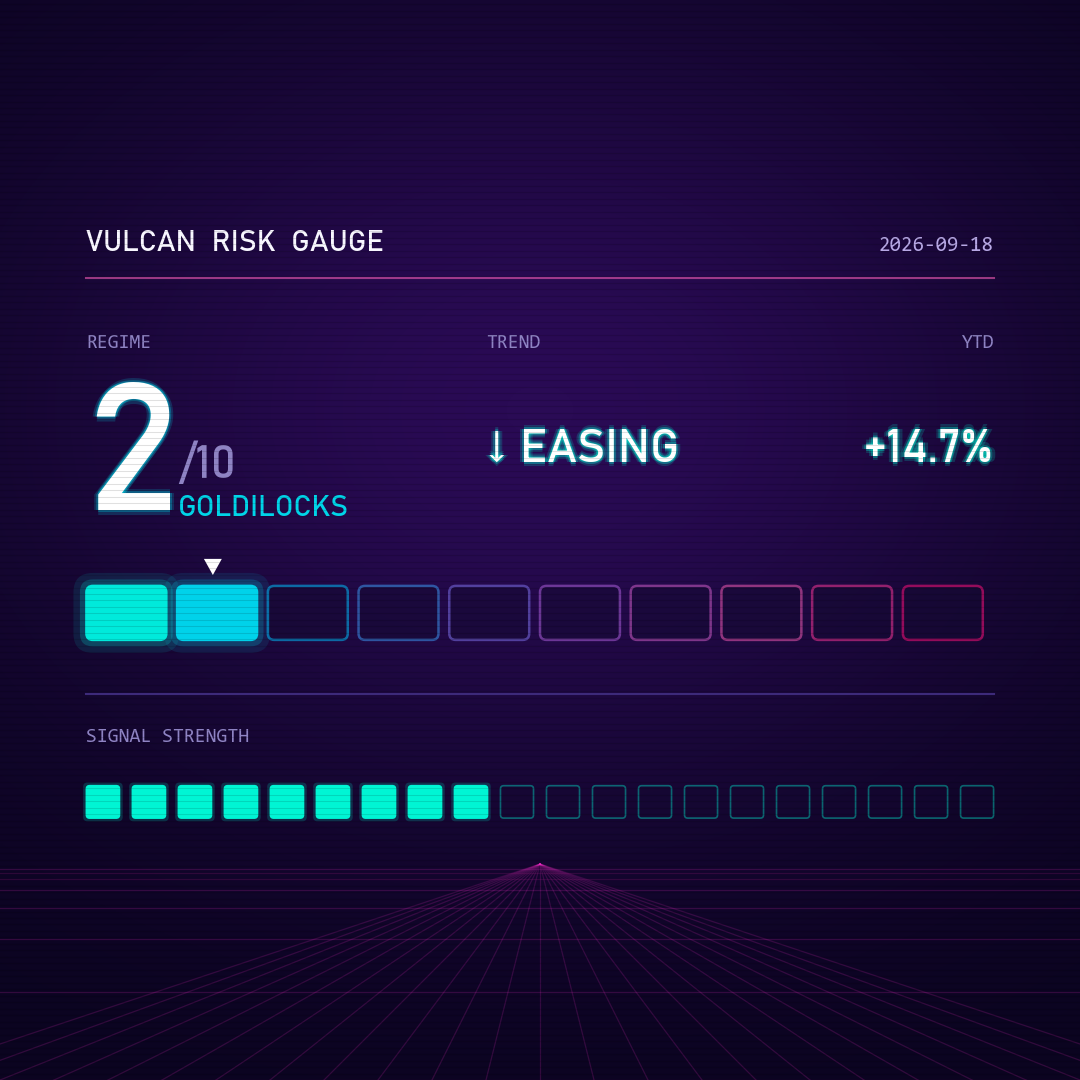 VULCAN RISK GAUGE
2026-09-18
REGIME
TREND
YTD
2/10
GOLDILOCKS
↓ EASING
+14.7%
SIGNAL STRENGTH